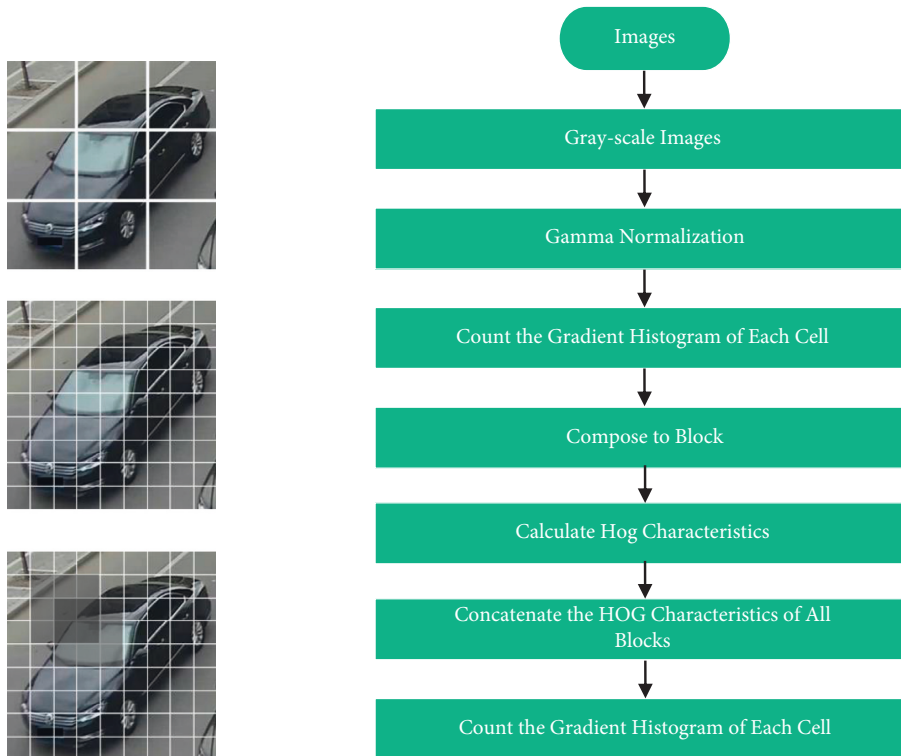 Images
Gray-scale Images
Gamma Normalization
Count the Gradient Histogram of Each Cell
Compose to Block
Calculate Hog Characteristics
Concatenate the HOG Characteristics of All
Blocks
Count the Gradient Histogram of Each Cell